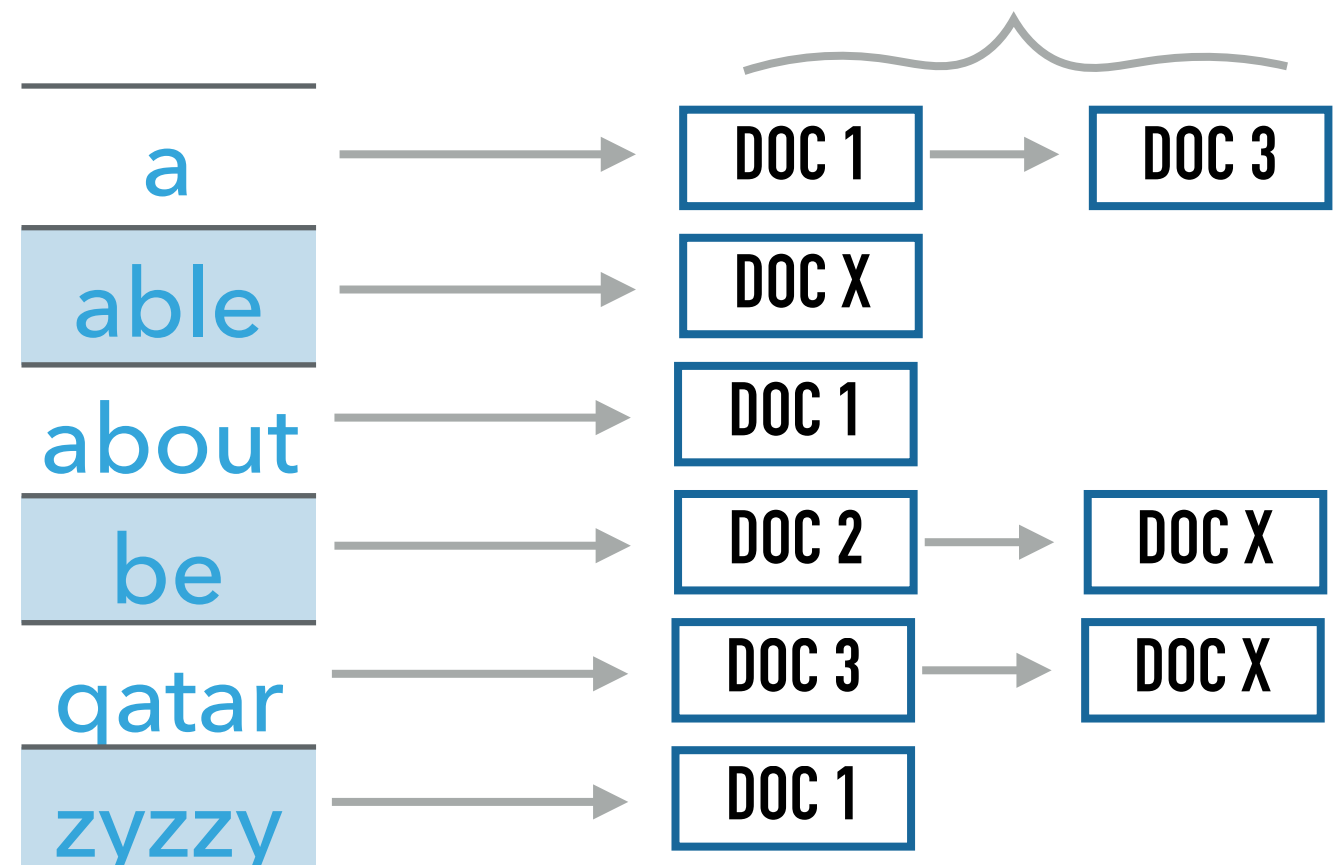 a DOC 1 DOC 3
able DOC X
about DOC 1
be DOC 2 DOC X
qatar DOC 3 DOC X
zyzzy DOC 1